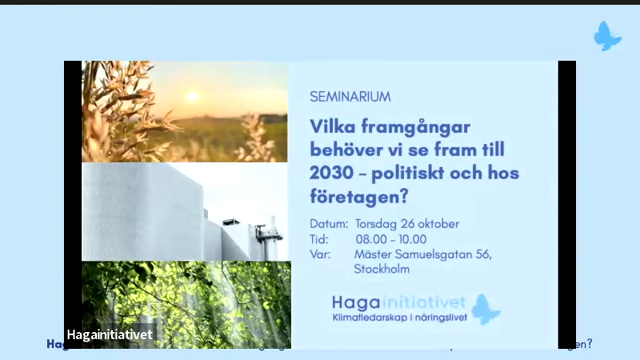 SEMINARIUM
Vilka framgångar
behöver vi se fram till
2030 – politiskt och hos
företagen?
Datum: Torsdag 26 oktober
Tid: 08.00 - 10.00
Var: Mäster Samuelsgatan 56,
Stockholm
Hagainitiativet
Klimatledarskap i näringslivet
Hagainitiativet